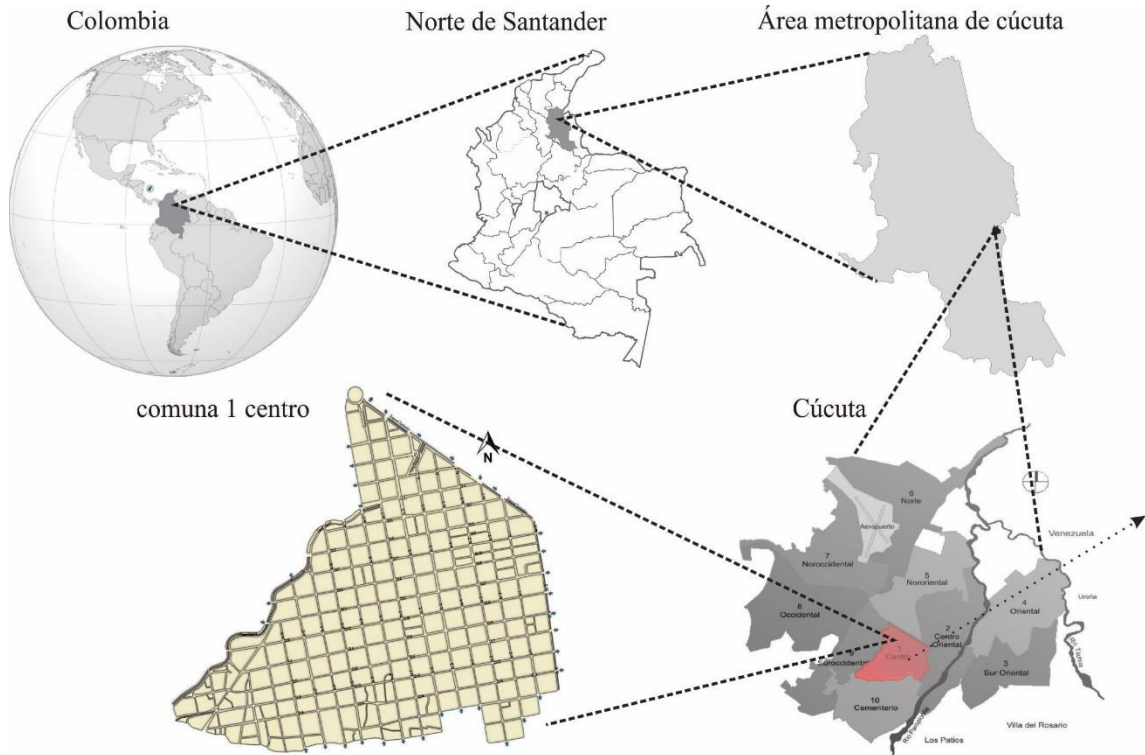 Colombia
Norte de Santander
Área metropolitana de cúcuta
comuna 1 centro
Cúcuta
N
6
Norte
Aeropuerto
Venezuela
7
Noroccidental
5
Nororiental
Ureña
8
Occidental
4
Oriental
2
Centro
Oriental
1
Centro
9
Suroccidental
3
Sur Oriental
10
Cementerio
Villa del Rosario
Los Patios